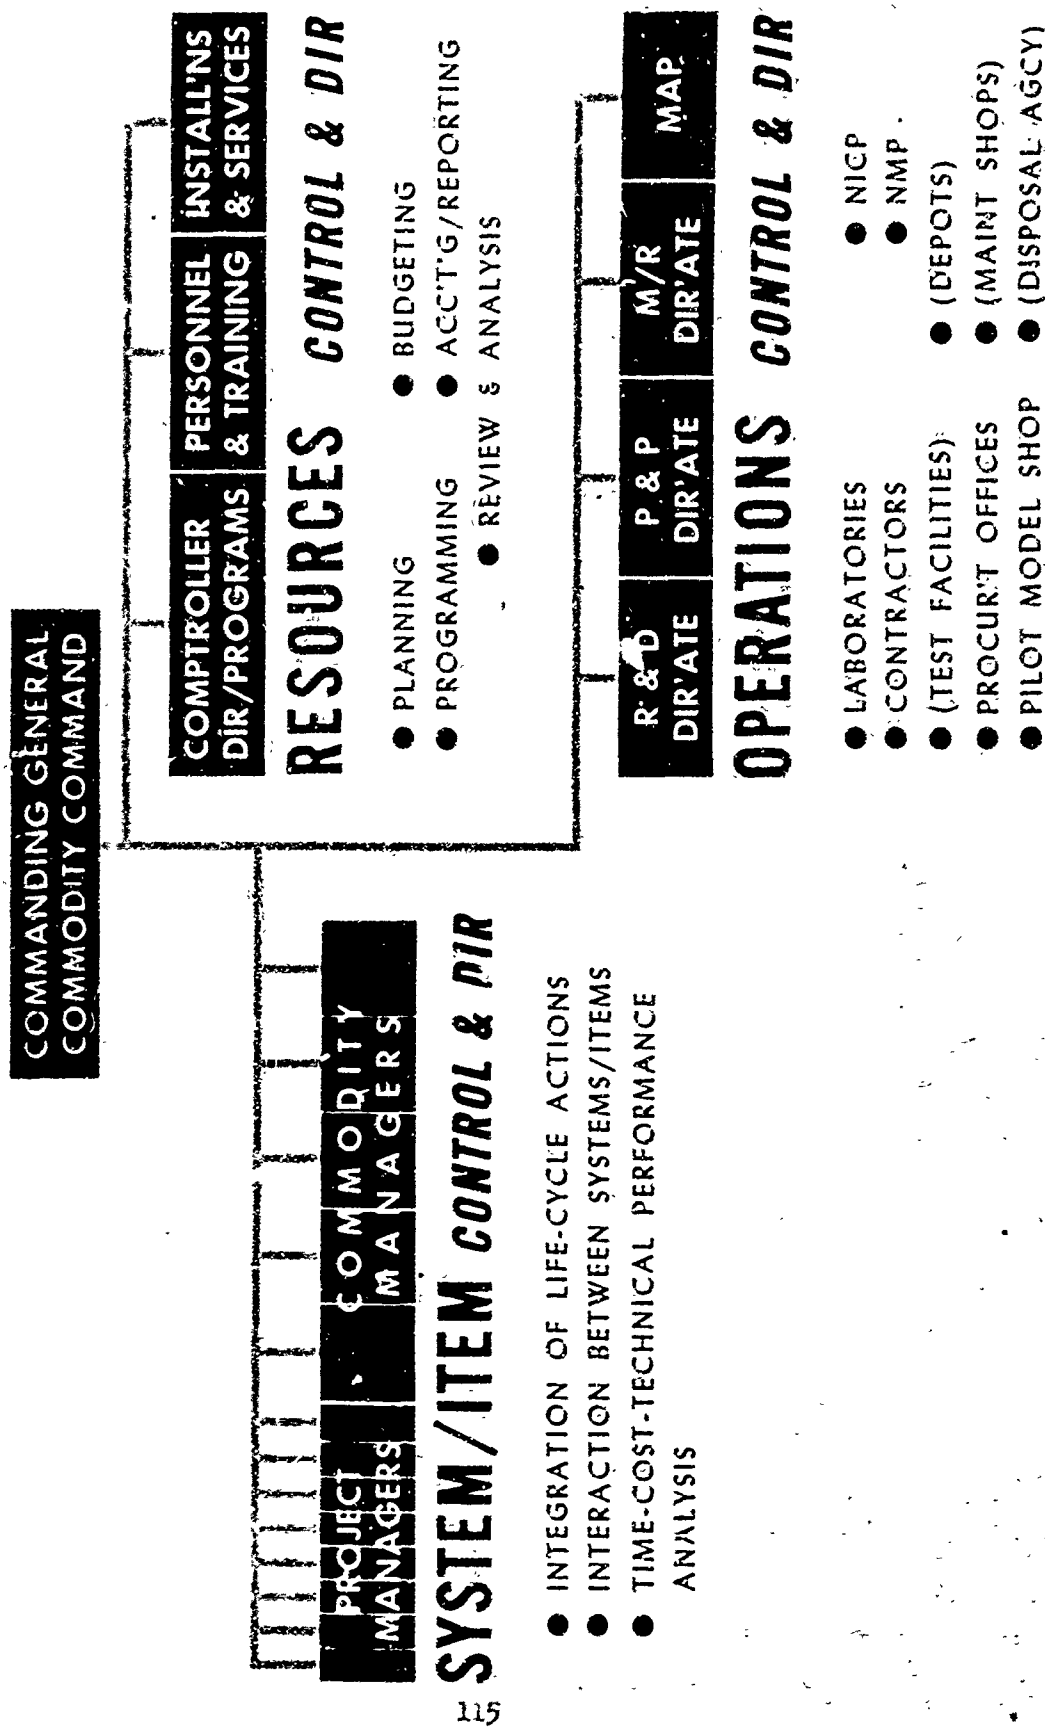 COMMANDING GENERAL
COMMODITY COMMAND
COMPTROLLER
DIR/PROGRAMS
PERSONNEL
& TRAINING
INSTALL'NS
& SERVICES
RESOURCES CONTROL & DIR
● PLANNING
● BUDGETING
● PROGRAMMING
● ACC'T'G/REPORTING
● REVIEW & ANALYSIS
PROJECT
MANAGERS
COMMODITY
MANAGERS
SYSTEM/ITEM CONTROL & DIR
● INTEGRATION OF LIFE-CYCLE ACTIONS
● INTERACTION BETWEEN SYSTEMS/ITEMS
● TIME-COST-TECHNICAL PERFORMANCE
ANALYSIS
R & D
DIR'ATE
P & P
DIR'ATE
M/R
DIR'ATE
MAP
OPERATIONS CONTROL & DIR
● LABORATORIES
● NICP
● CONTRACTORS
● NMP
● (TEST FACILITIES)
● (DEPOTS)
● PROCUR'T OFFICES
● (MAINT SHOPS)
● PILOT MODEL SHOP
● (DISPOSAL AGCY)
115